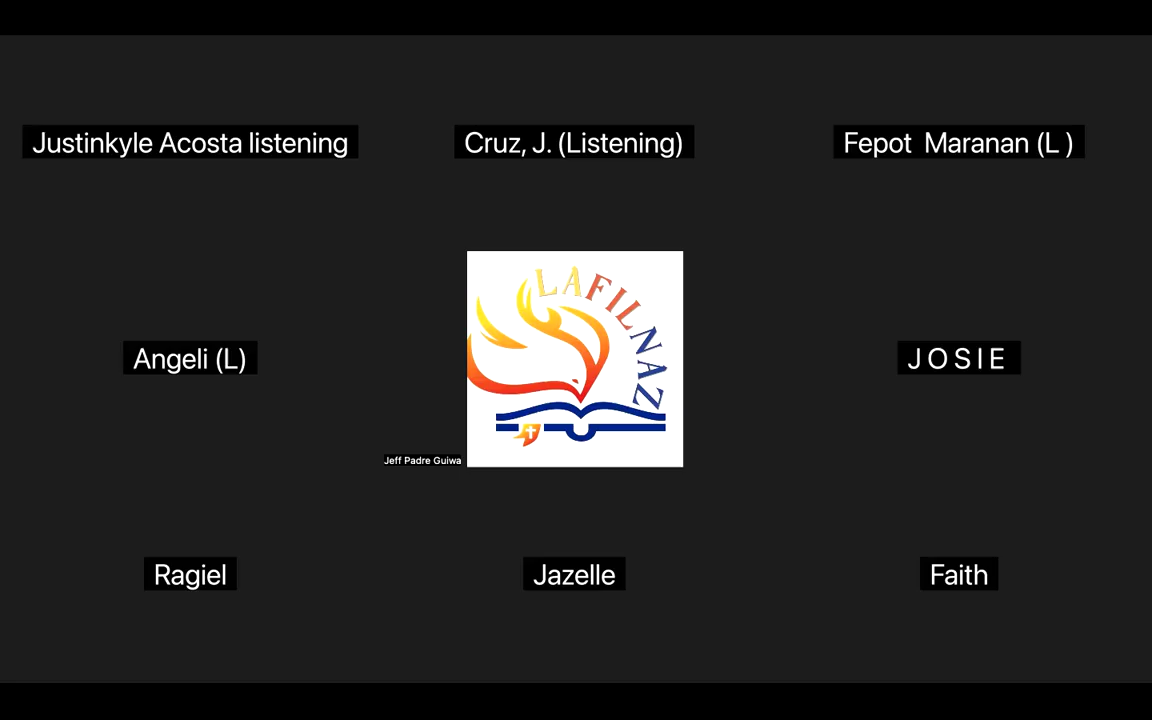 Justinkyle Acosta listening
Cruz, J. (Listening)
Fepot  Maranan (L )
Angeli (L)
LAFILNAZ
Jeff Padre Guiwa
J O S I E
Ragiel
Jazelle
Faith